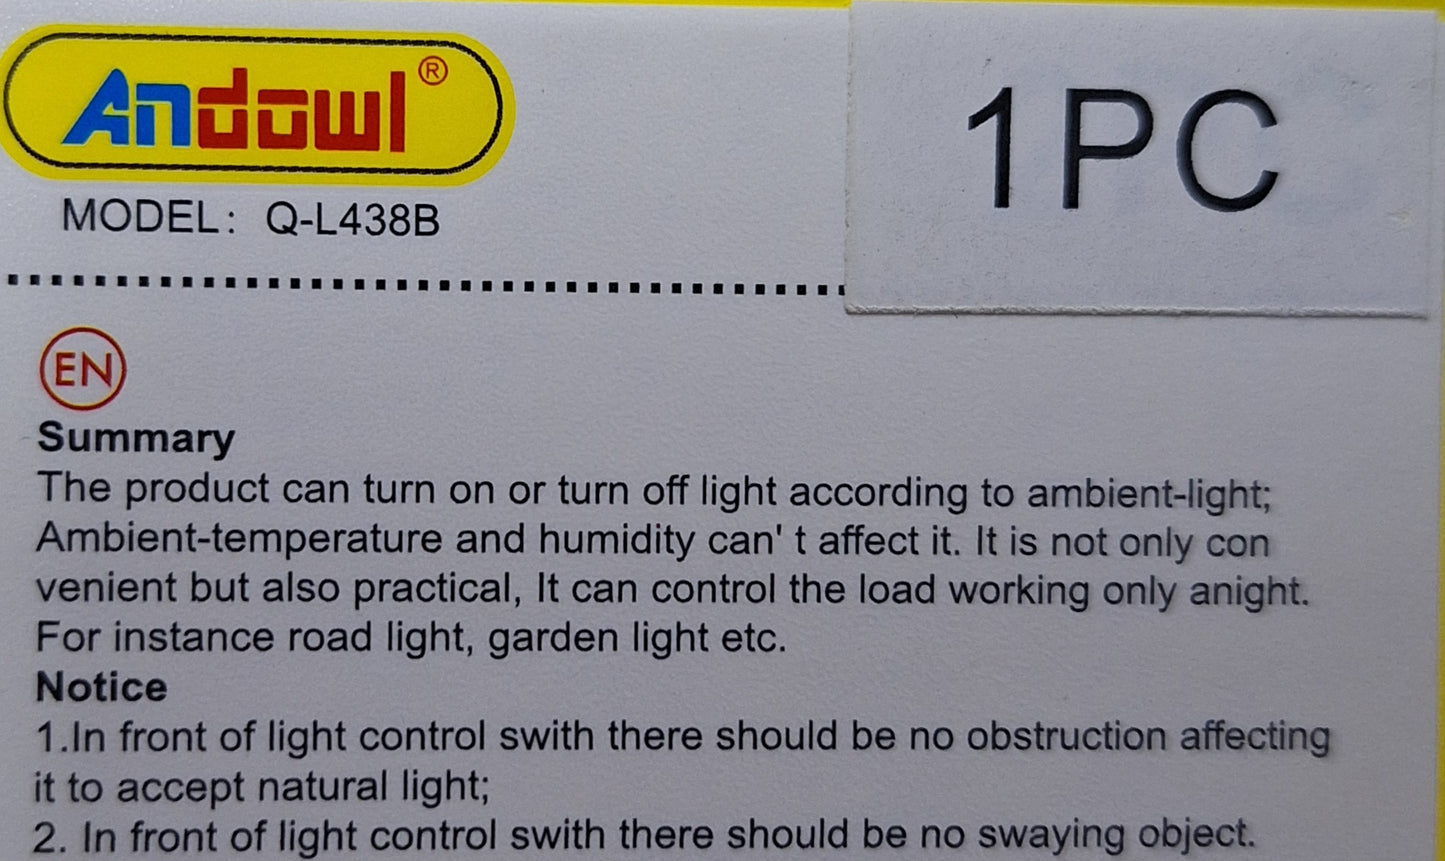 Andowl®
1PC
MODEL: Q-L438B
EN
Summary
The product can turn on or turn off light according to ambient-light;
Ambient-temperature and humidity can' t affect it. It is not only con
venient but also practical, It can control the load working only anight.
For instance road light, garden light etc.
Notice
1.In front of light control swith there should be no obstruction affecting
it to accept natural light;
2. In front of light control swith there should be no swaying object.